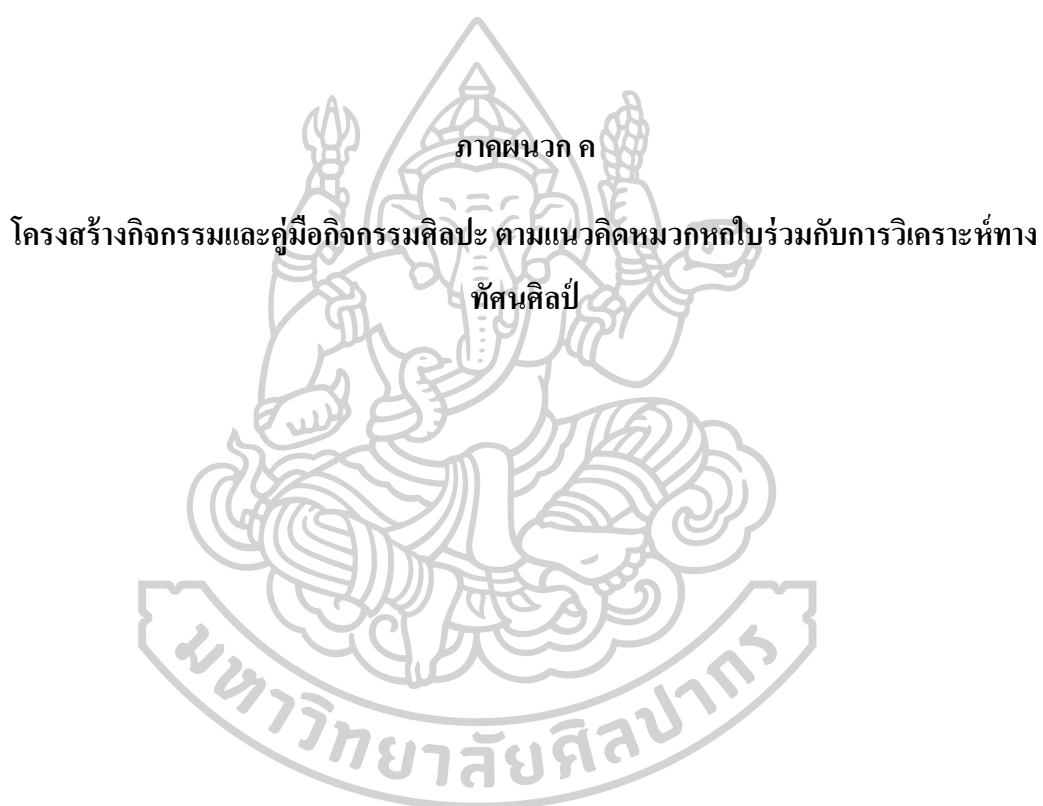 ภาคผนวก ค
โครงสร้างกิจกรรมและคู่มือกิจกรรมศิลปะ ตามแนวคิดหมวกหกใบร่วมกับการวิเคราะห์ทาง
ทัศนศิลป์
มหาวิทยาลัยศิลปากร